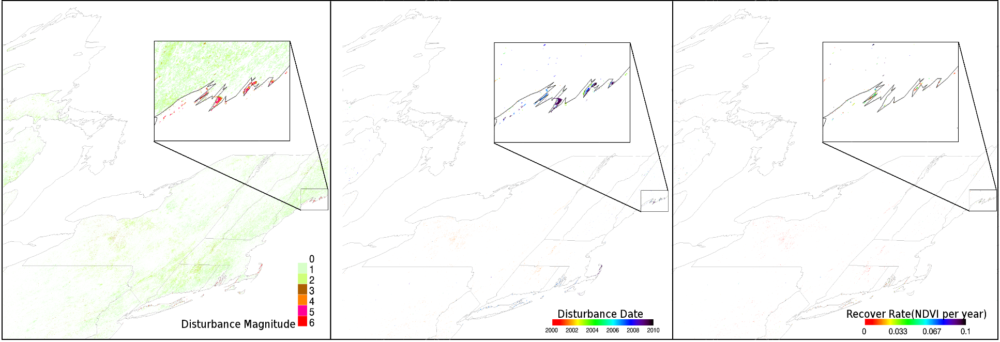 0
1
2
3
4
5
6
Disturbance Magnitude
Disturbance Date
2000 2002 2004 2006 2008 2010
Recover Rate(NDVI per year)
0 0.033 0.067 0.1